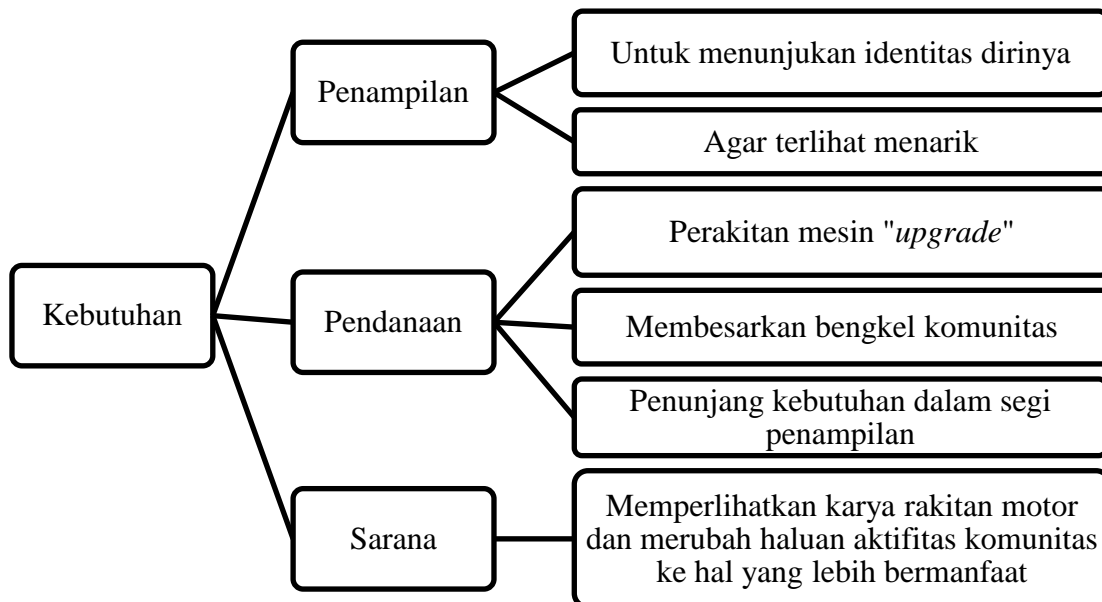 Kebutuhan
Penampilan
Untuk menunjukan identitas dirinya
Agar terlihat menarik
Pendanaan
Perakitan mesin "upgrade"
Membesarkan bengkel komunitas
Penunjang kebutuhan dalam segi
penampilan
Sarana
Memperlihatkan karya rakitan motor
dan merubah haluan aktifitas komunitas
ke hal yang lebih bermanfaat